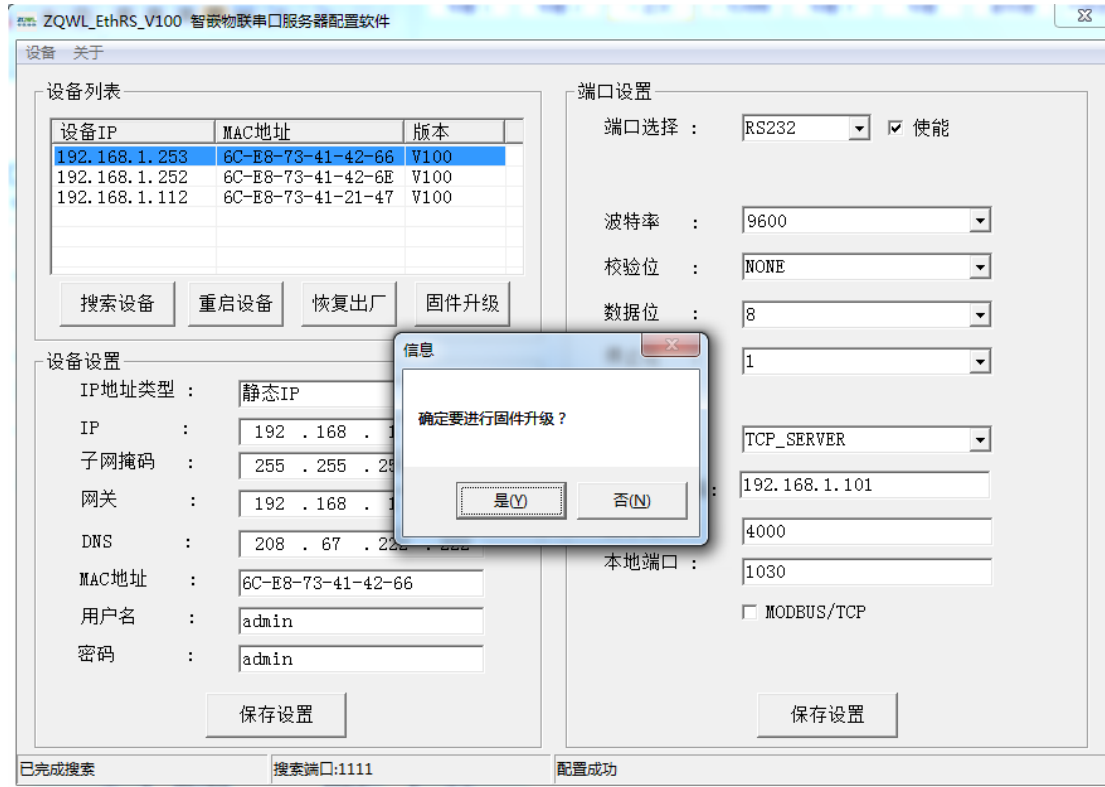 ZQWL_EthRS_V100 智嵌物联串口服务器配置软件
设备 关于
设备列表
设备IP MAC地址 版本
192.168.1.253 6C-E8-73-41-42-66 V100
192.168.1.252 6C-E8-73-41-42-6E V100
192.168.1.112 6C-E8-73-41-21-47 V100
搜索设备 重启设备 恢复出厂 固件升级
设备设置
IP地址类型 : 静态IP
IP : 192 .168 .
子网掩码 : 255 .255 .
网关 : 192 .168 .
DNS : 208 .67 .222 .222
MAC地址 : 6C-E8-73-41-42-66
用户名 : admin
密码 : admin
保存设置
端口设置
端口选择 : RS232 使能
波特率 : 9600
校验位 : NONE
数据位 : 8
1
TCP_SERVER
: 192.168.1.101
4000
本地端口 : 1030
MODBUS/TCP
保存设置
信息
确定要进行固件升级？
是(Y) 否(N)
已完成搜索 搜索端口:1111 配置成功